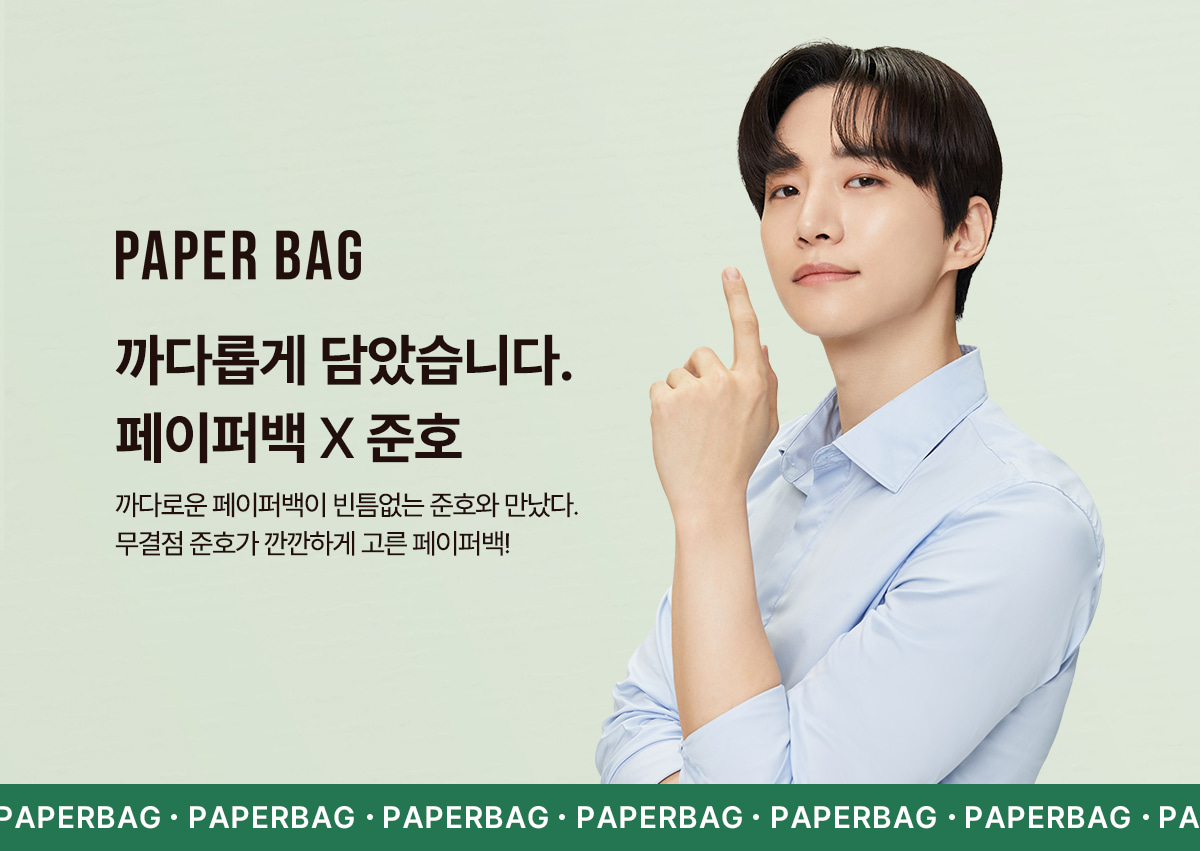 PAPER BAG
까다롭게 담았습니다.
페이퍼백 X 준호
까다로운 페이퍼백이 빈틈없는 준호와 만났다.
무결점 준호가 깐깐하게 고른 페이퍼백!
PAPERBAG · PAPERBAG · PAPERBAG · PAPERBAG · PAPERBAG · PAPERBAG · PA